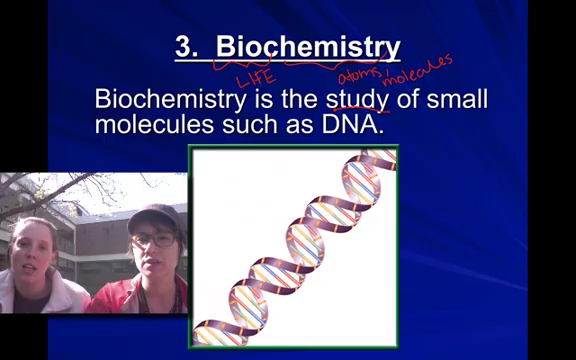 3. Biochemistry
LIFE atoms, molecules
Biochemistry is the study of small
molecules such as DNA.